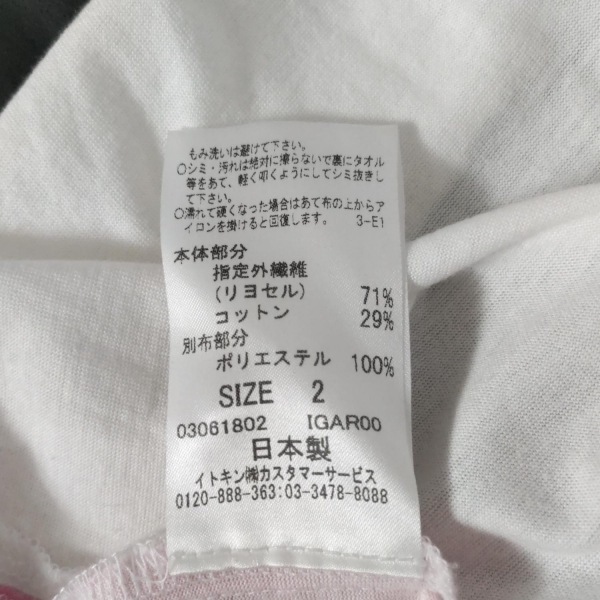 もみ洗いは避けて下さい。
○シミ・汚れは絶対に擦らないで裏にタオル
等をあて、軽く叩くようにしてシミ抜きし
て下さい。
○濡れて硬くなった場合はあて布の上からア
イロンを掛けると回復します。 3-E1
本体部分
指定外繊維
(リヨセル) 71%
コットン 29%
別布部分
ポリエステル 100%
SIZE 2
03061802 IGAR00
日本製
イトキン㈱カスタマーサービス
0120-888-363:03-3478-8088